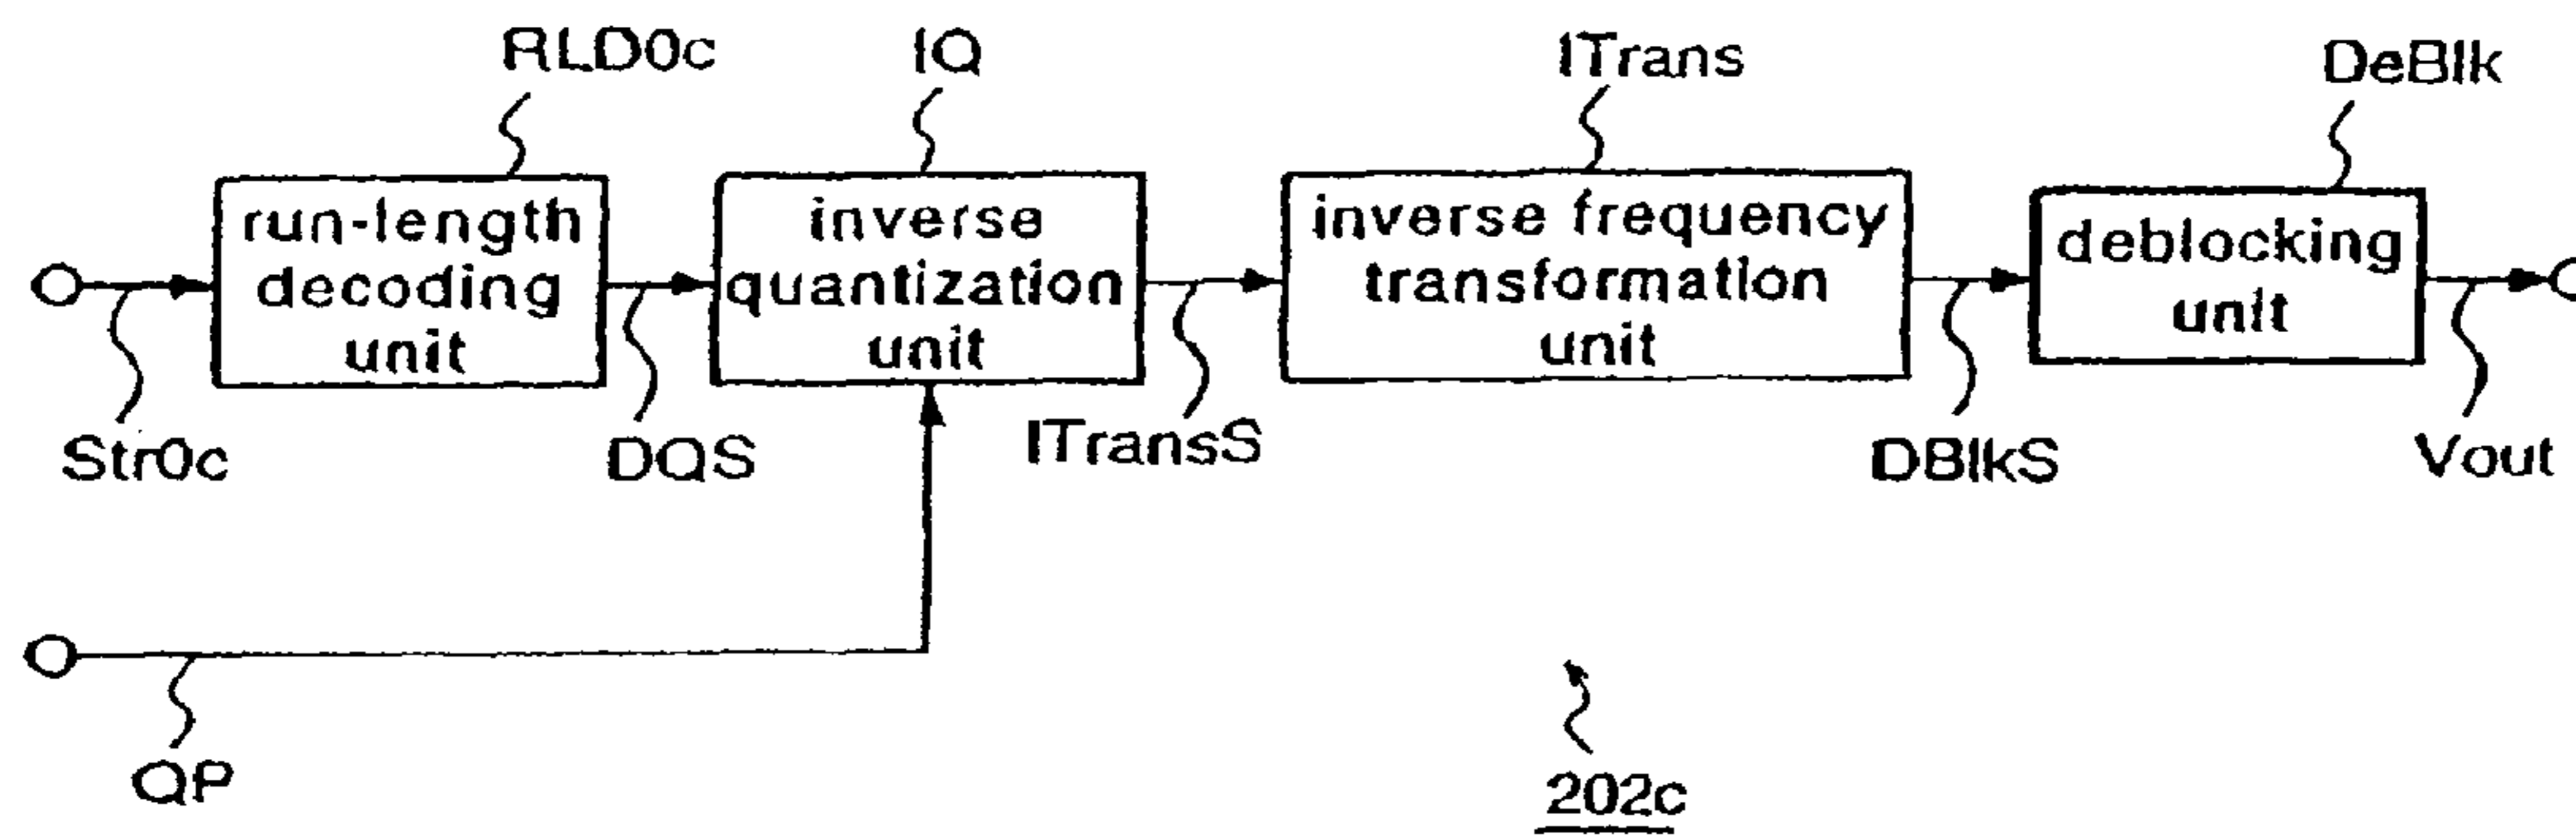 RLD0c
IQ
ITrans
DeBlk
run-length
decoding
unit
inverse
quantization
unit
inverse frequency
transformation
unit
deblocking
unit
Str0c
DQS
ITransS
DBlkS
Vout
QP
202c